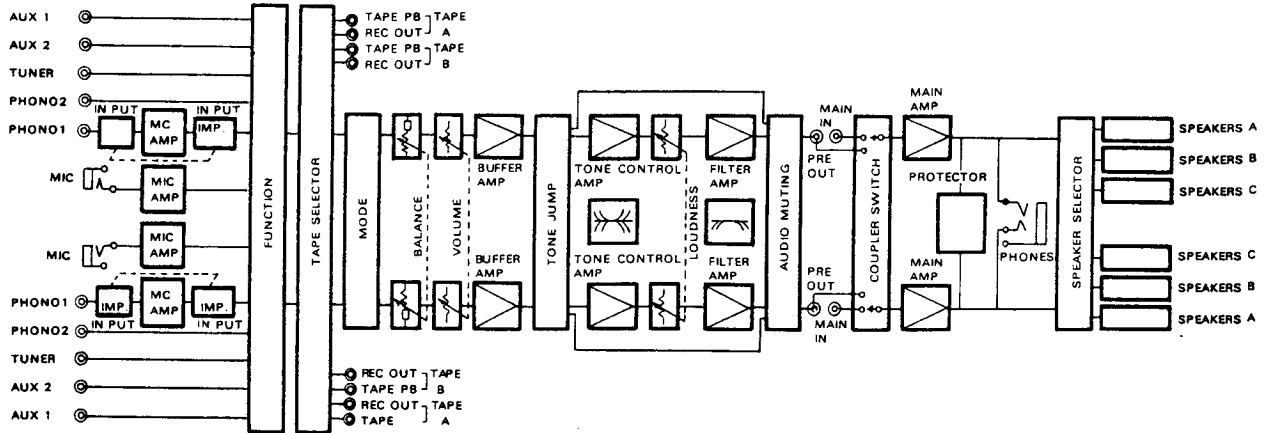 AUX 1
AUX 2
TUNER
PHONO2
PHONO1
IN PUT
MC AMP
IN PUT
IMP.
MIC
MIC AMP
MIC
MIC AMP
PHONO1
IMP.
IN PUT
MC AMP
IMP.
IN PUT
PHONO2
TUNER
AUX 2
AUX 1
FUNCTION
TAPE SELECTOR
TAPE PB
REC OUT
TAPE A
TAPE PB
REC OUT
TAPE B
REC OUT
TAPE PB
TAPE B
REC OUT
TAPE
TAPE A
MODE
BALANCE
VOLUME
BUFFER AMP
BUFFER AMP
TONE JUMP
TONE CONTROL AMP
TONE CONTROL AMP
LOUDNESS
FILTER AMP
FILTER AMP
AUDIO MUTING
MAIN IN
PRE OUT
PRE OUT
MAIN IN
COUPLER SWITCH
MAIN AMP
PROTECTOR
MAIN AMP
PHONES
SPEAKER SELECTOR
SPEAKERS A
SPEAKERS B
SPEAKERS C
SPEAKERS C
SPEAKERS B
SPEAKERS A